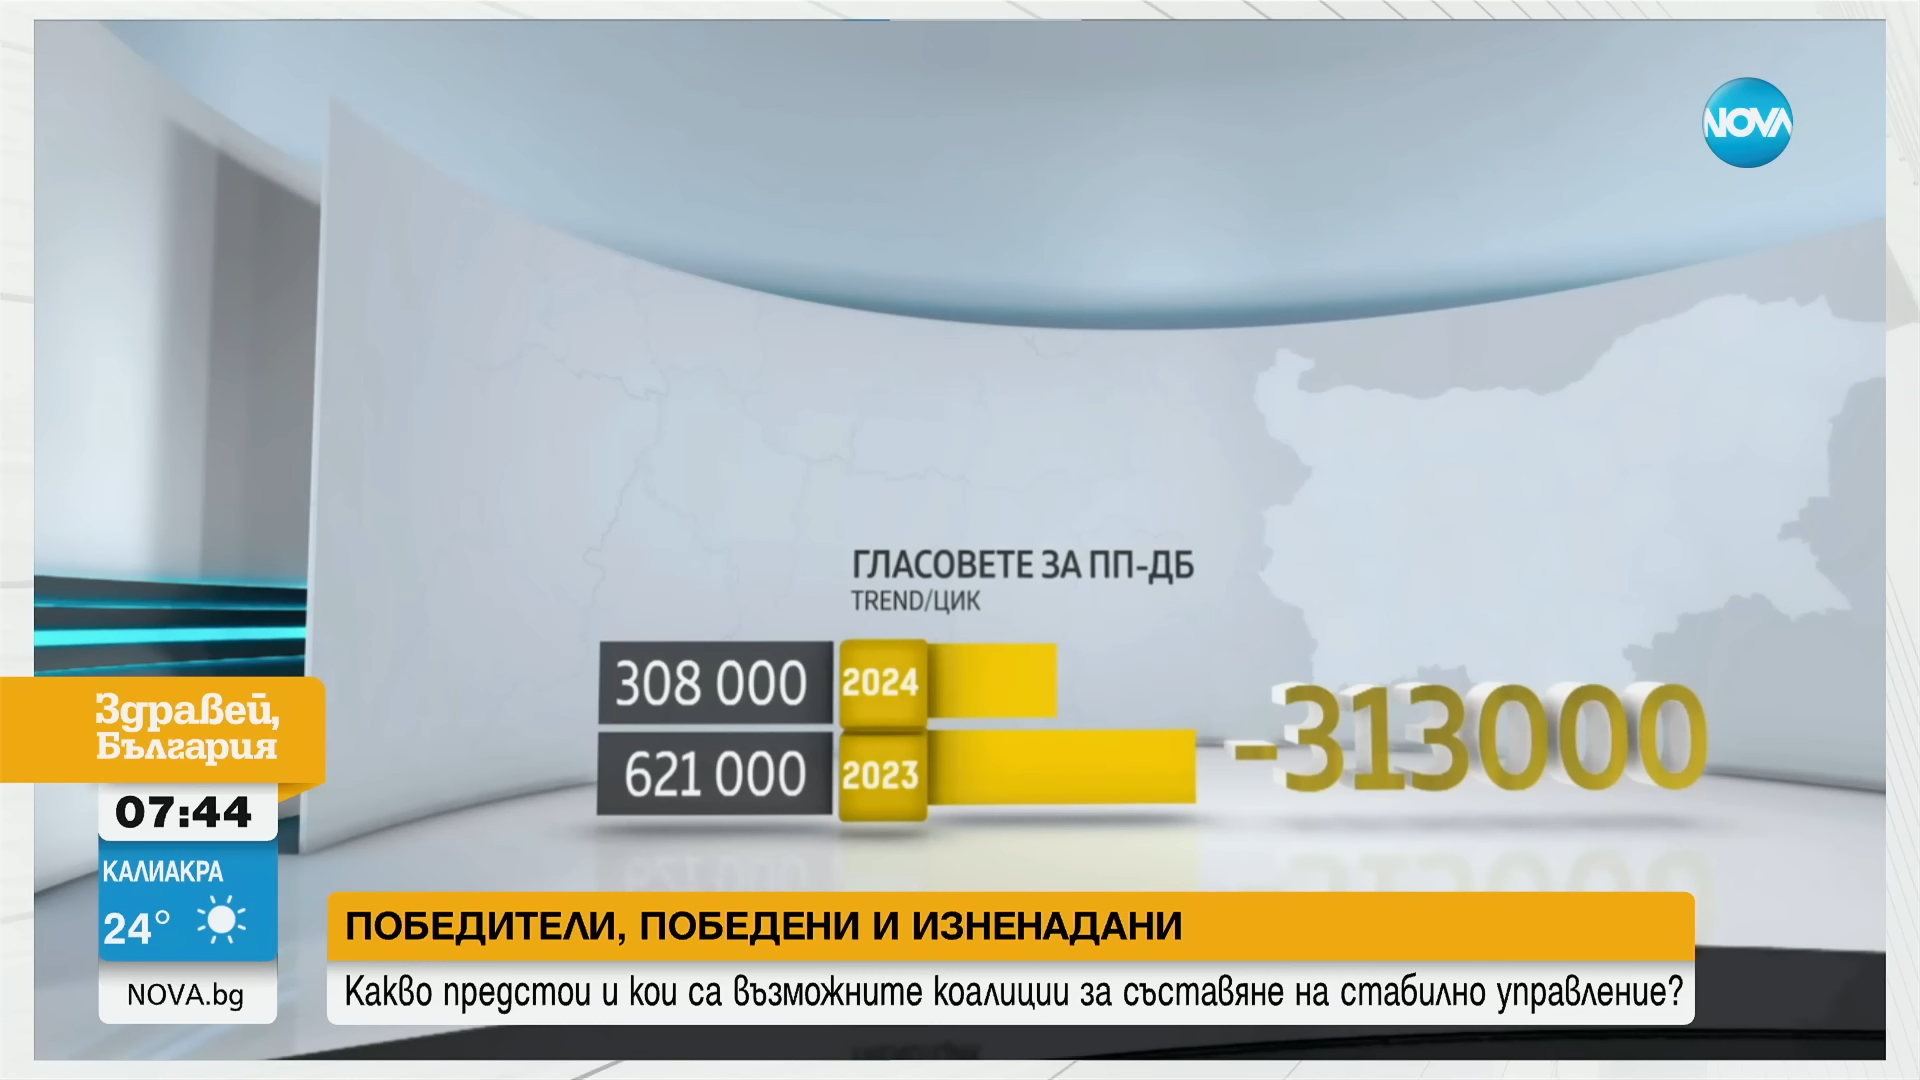 NOVA
ГЛАСОВЕТЕ ЗА ПП-ДБ
TREND/ЦИК
308 000 2024
621 000 2023
-313000
Здравей,
България
07:44
КАЛИАКРА
24°
NOVA.bg
ПОБЕДИТЕЛИ, ПОБЕДЕНИ И ИЗНЕНАДАНИ
Какво предстои и кои са възможните коалиции за съставяне на стабилно управление?